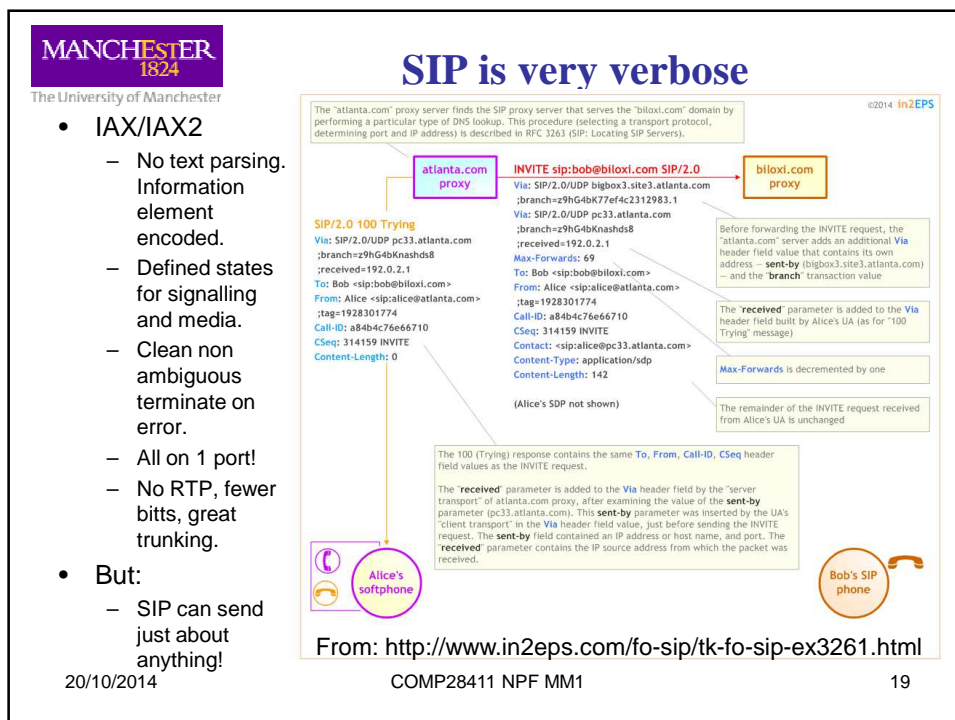 MANCHESTER
1824
The University of Manchester
SIP is very verbose
• IAX/IAX2
– No text parsing.
Information
element
encoded.
– Defined states
for signalling
and media.
– Clean non
ambiguous
terminate on
error.
– All on 1 port!
– No RTP, fewer
bitts, great
trunking.
• But:
– SIP can send
just about
anything!
©2014 in2EPS
The "atlanta.com" proxy server finds the SIP proxy server that serves the "biloxi.com" domain by
performing a particular type of DNS lookup. This procedure (selecting a transport protocol,
determining port and IP address) is described in RFC 3263 (SIP: Locating SIP Servers).
atlanta.com
proxy
INVITE sip:bob@biloxi.com SIP/2.0
Via: SIP/2.0/UDP bigbox3.site3.atlanta.com
;branch=z9hG4bK77ef4c2312983.1
Via: SIP/2.0/UDP pc33.atlanta.com
;branch=z9hG4bKnashds8
;received=192.0.2.1
Max-Forwards: 69
To: Bob <sip:bob@biloxi.com>
From: Alice <sip:alice@atlanta.com>
;tag=1928301774
Call-ID: a84b4c76e66710
CSeq: 314159 INVITE
Contact: <sip:alice@pc33.atlanta.com>
Content-Type: application/sdp
Content-Length: 142
(Alice's SDP not shown)
biloxi.com
proxy
SIP/2.0 100 Trying
Via: SIP/2.0/UDP pc33.atlanta.com
;branch=z9hG4bKnashds8
;received=192.0.2.1
To: Bob <sip:bob@biloxi.com>
From: Alice <sip:alice@atlanta.com>
;tag=1928301774
Call-ID: a84b4c76e66710
CSeq: 314159 INVITE
Content-Length: 0
Before forwarding the INVITE request, the
"atlanta.com" server adds an additional Via
header field value that contains its own
address — sent-by (bigbox3.site3.atlanta.com)
— and the "branch" transaction value
The "received" parameter is added to the Via
header field built by Alice's UA (as for "100
Trying" message)
Max-Forwards is decremented by one
The remainder of the INVITE request received
from Alice's UA is unchanged
The 100 (Trying) response contains the same To, From, Call-ID, CSeq header
field values as the INVITE request.
The "received" parameter is added to the Via header field by the "server
transport" of atlanta.com proxy, after examining the value of the sent-by
parameter (pc33.atlanta.com). This sent-by parameter was inserted by the UA's
"client transport" in the Via header field value, just before sending the INVITE
request. The sent-by field contained an IP address or host name, and port. The
"received" parameter contains the IP source address from which the packet was
received.
Alice's
softphone
Bob's SIP
phone
From: http://www.in2eps.com/fo-sip/tk-fo-sip-ex3261.html
20/10/2014
COMP28411 NPF MM1
19